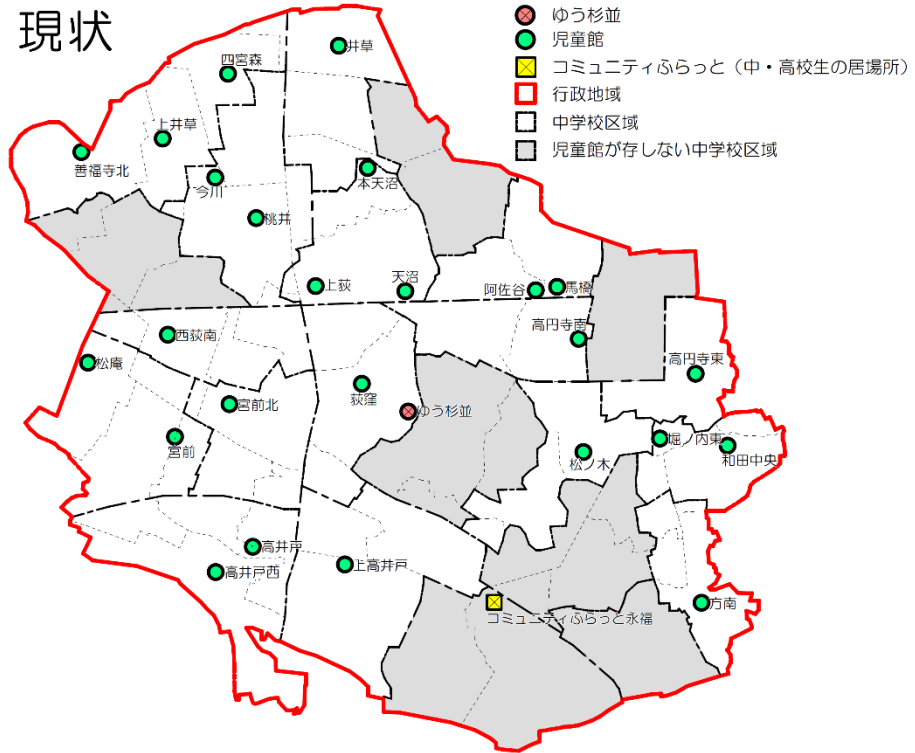 現状
ゆう杉並
児童館
コミュニティふらっと（中・高校生の居場所）
行政地域
中学校区域
児童館が存しない中学校区域
井草
四宮森
上井草
善福寺北
今川
本天沼
桃井
上荻
天沼
阿佐谷
馬橋
高円寺南
西荻南
松庵
高円寺東
荻窪
宮前北
ゆう杉並
宮前
堀ノ内東
和田中央
松ノ木
高井戸
高井戸西
上高井戸
方南
コミュニティふらっと永福